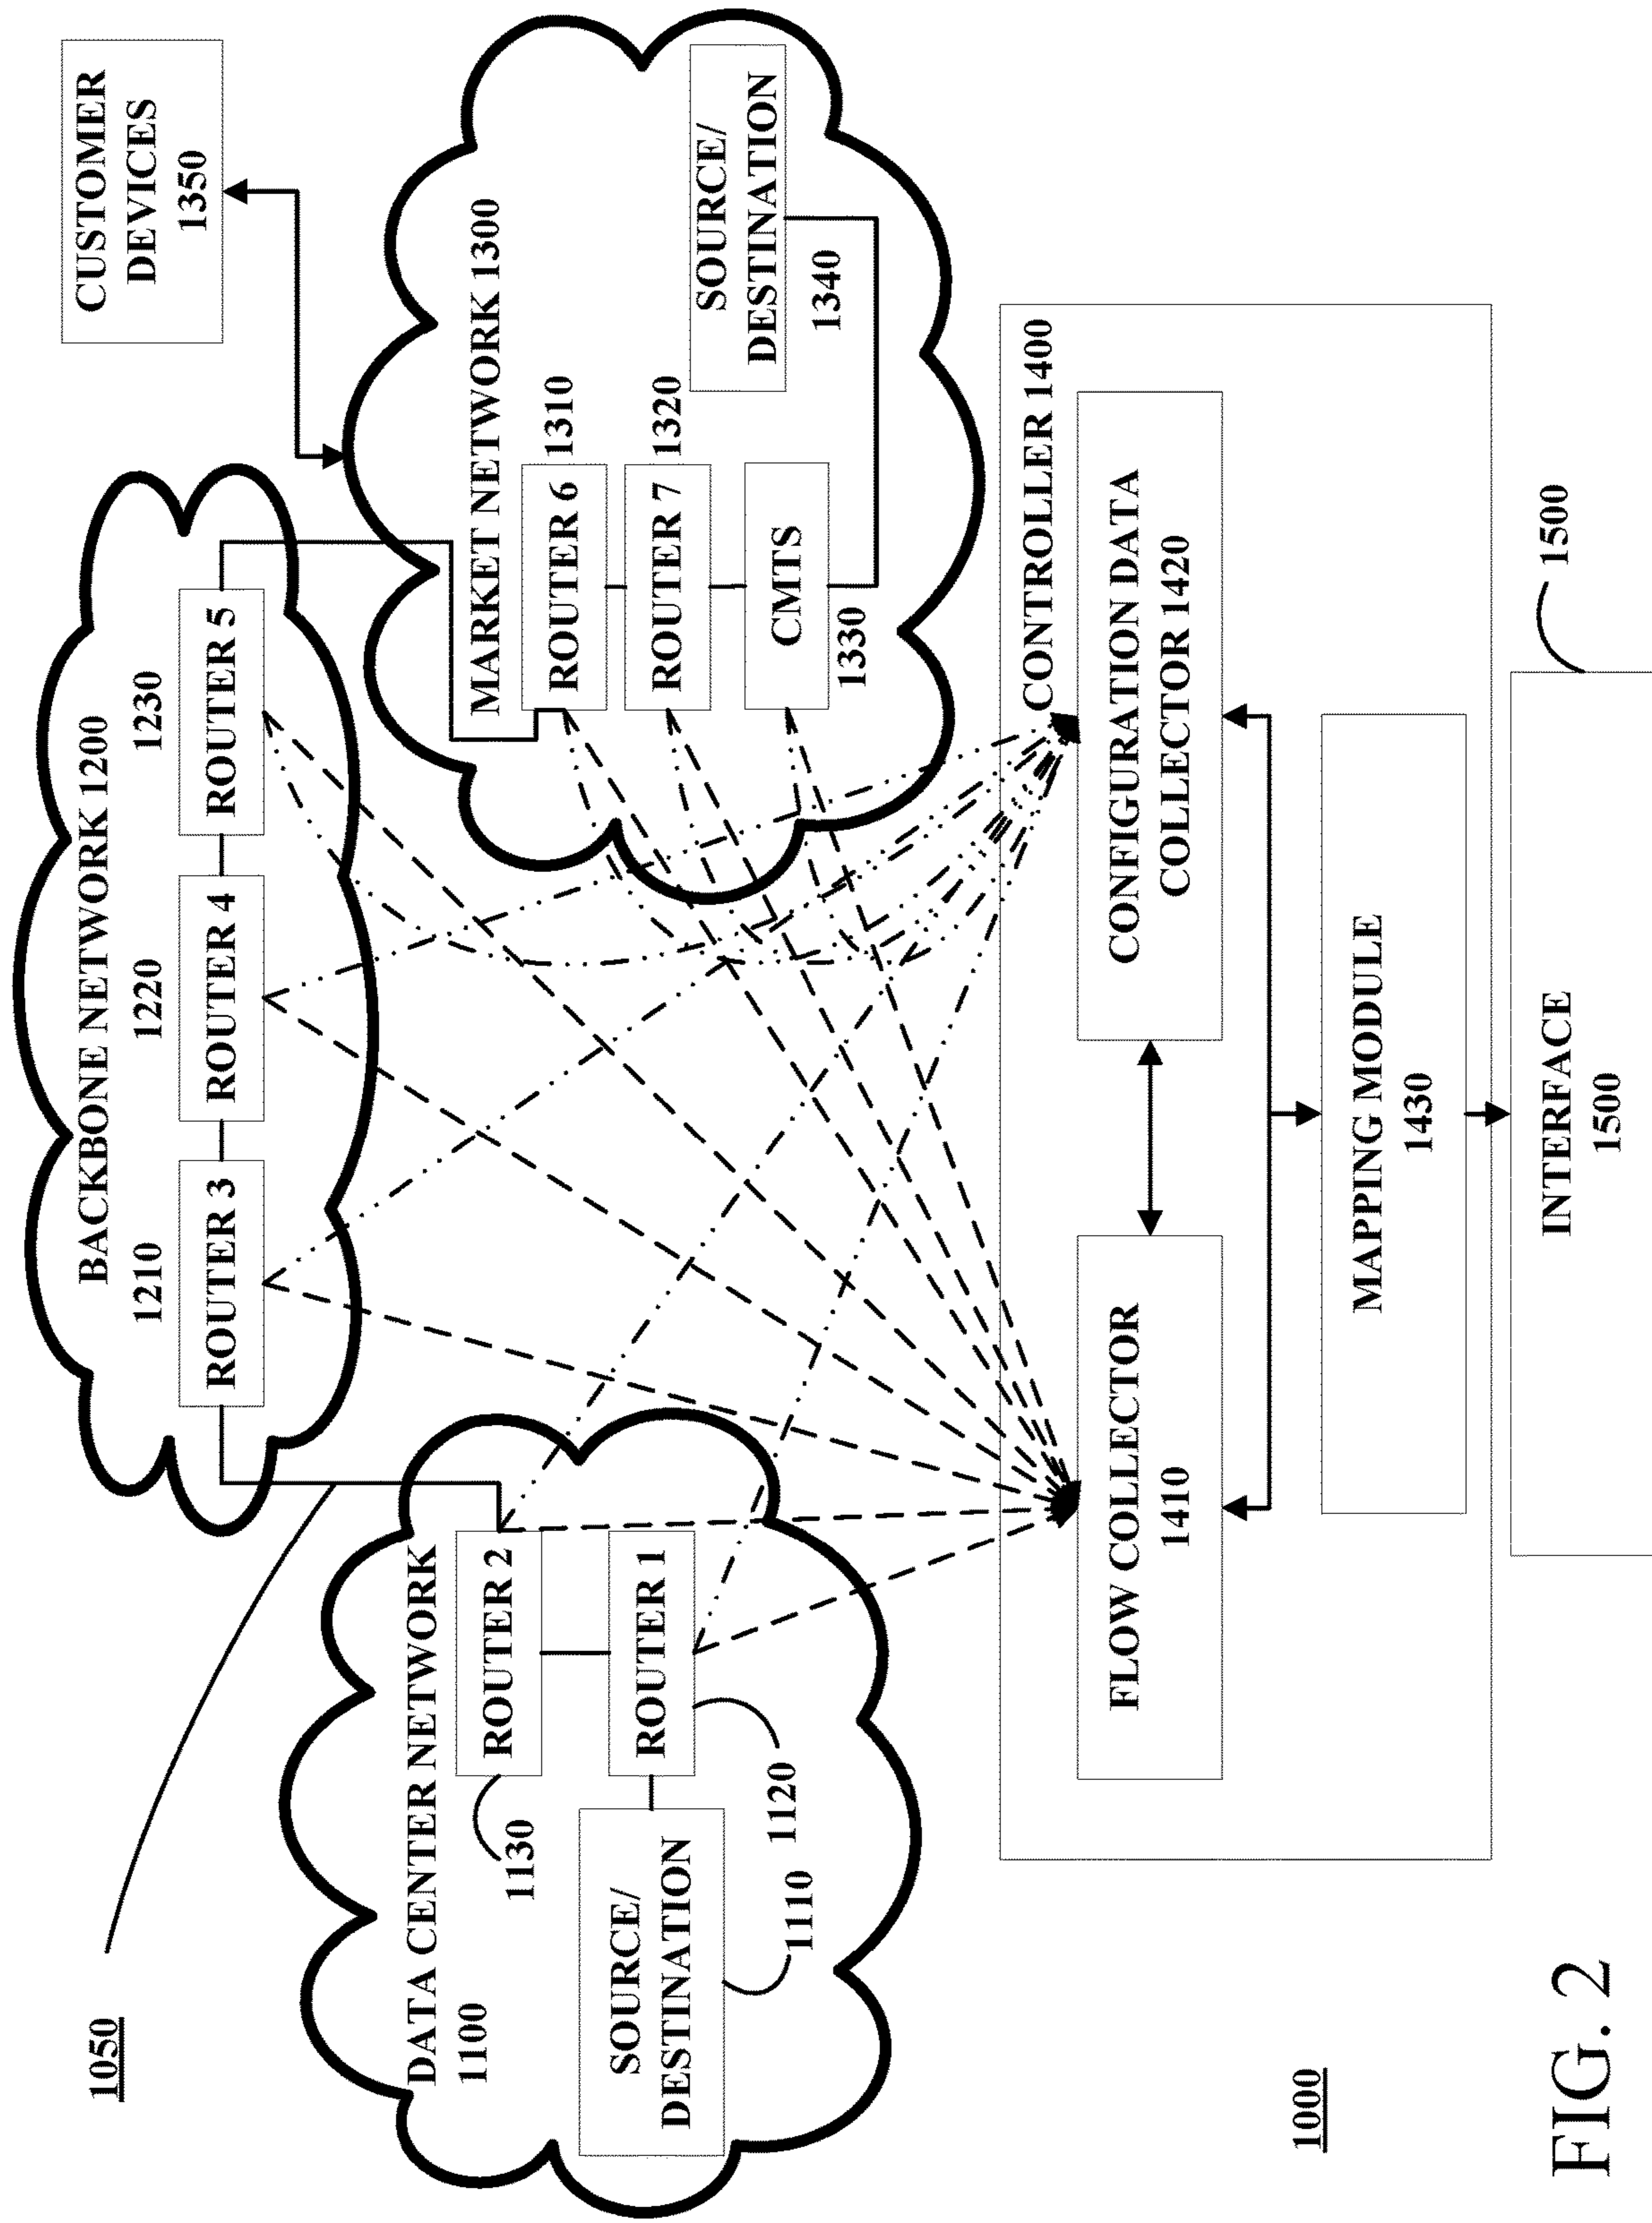 1050
BACKBONE NETWORK 1200
1210
1220
1230
ROUTER 3
ROUTER 4
ROUTER 5
CUSTOMER
DEVICES
1350
DATA CENTER NETWORK
1100
ROUTER 2
1130
ROUTER 1
1120
SOURCE/
DESTINATION
1110
MARKET NETWORK 1300
ROUTER 6
1310
ROUTER 7
1320
CMTS
1330
SOURCE/
DESTINATION
1340
CONTROLLER 1400
FLOW COLLECTOR
1410
CONFIGURATION DATA
COLLECTOR 1420
MAPPING MODULE
1430
1500
INTERFACE
1500
1000
FIG. 2